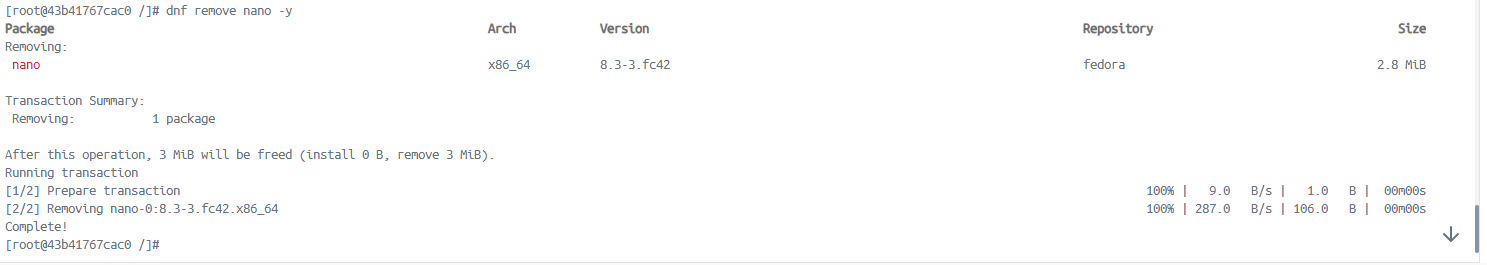 [root@43b41767cac0 /]# dnf remove nano -y
Package Arch Version Repository Size
Removing:
nano x86_64 8.3-3.fc42 fedora 2.8 MiB
Transaction Summary:
Removing: 1 package
After this operation, 3 MiB will be freed (install 0 B, remove 3 MiB).
Running transaction
[1/2] Prepare transaction 100% | 9.0 B/s | 1.0 B | 00m00s
[2/2] Removing nano-0:8.3-3.fc42.x86_64 100% | 287.0 B/s | 106.0 B | 00m00s
Complete!
[root@43b41767cac0 /]#